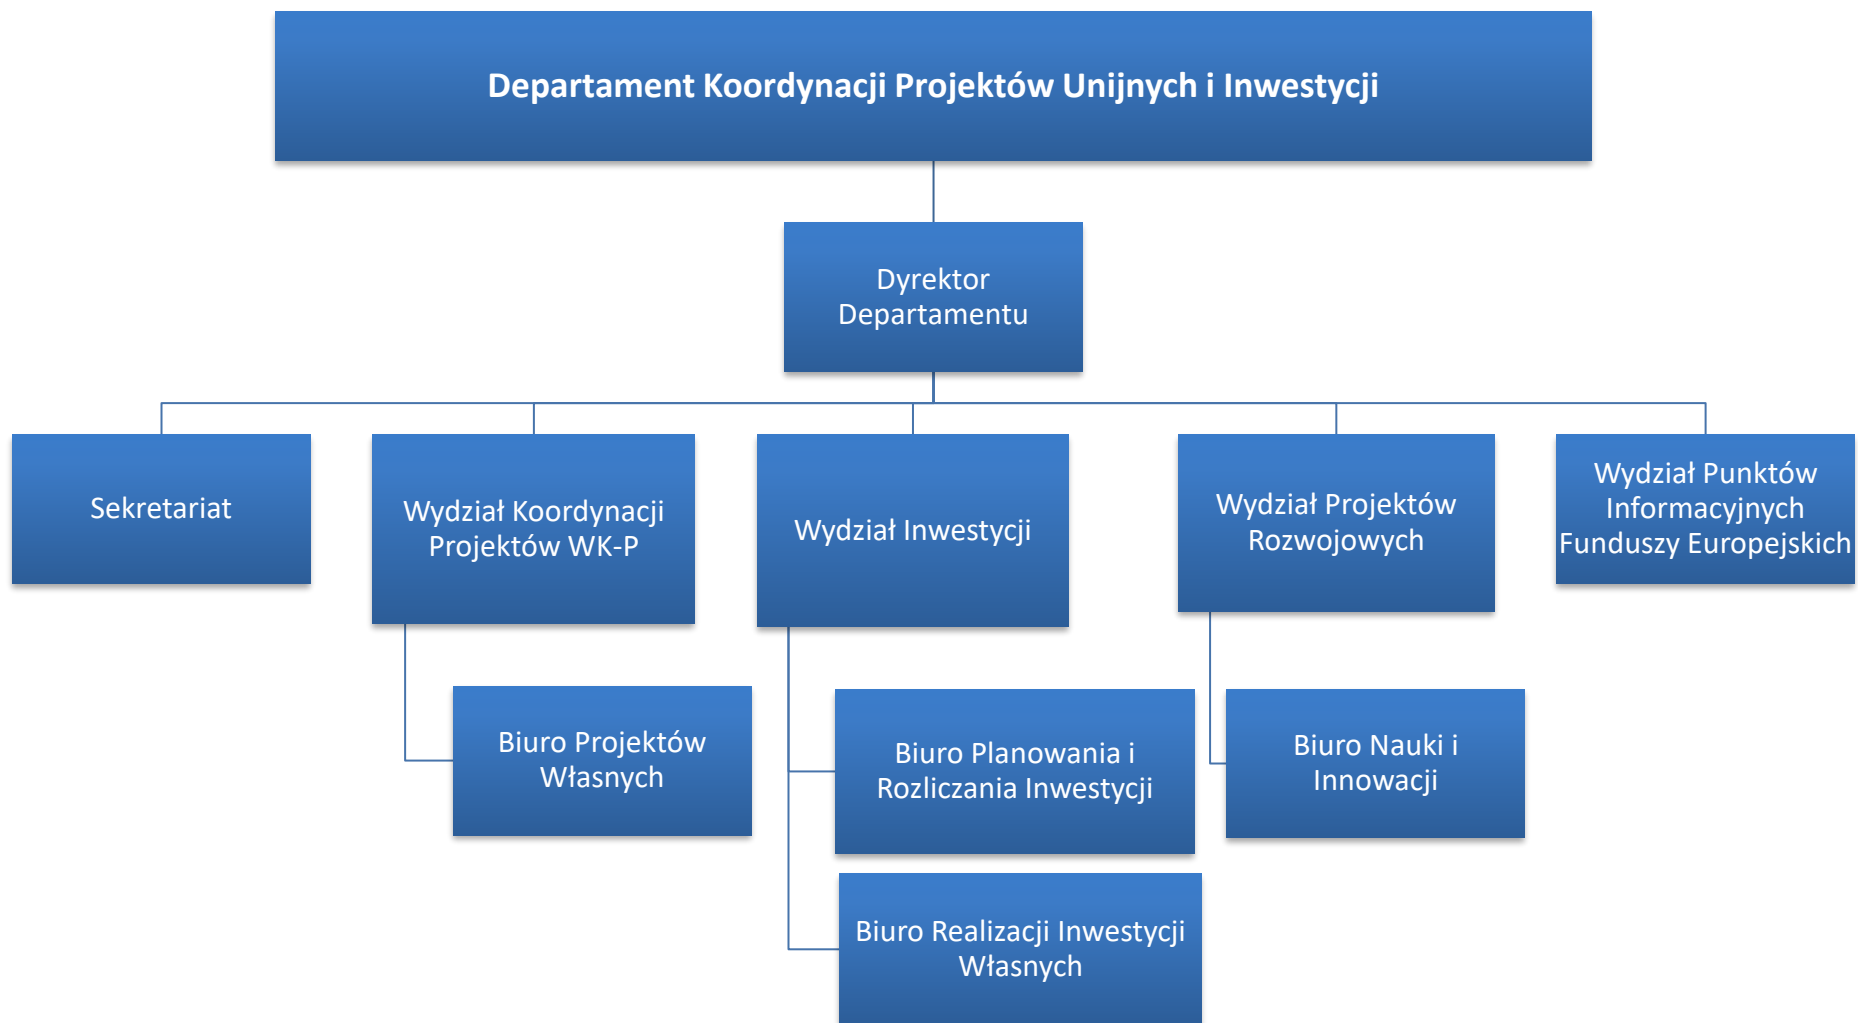 Departament Koordynacji Projektów Unijnych i Inwestycji
Dyrektor
Departamentu
Sekretariat
Wydział Koordynacji
Projektów WK-P
Wydział Inwestycji
Wydział Projektów
Rozwojowych
Wydział Punktów
Informacyjnych
Funduszy Europejskich
Biuro Projektów
Własnych
Biuro Planowania i
Rozliczania Inwestycji
Biuro Nauki i
Innowacji
Biuro Realizacji Inwestycji
Własnych